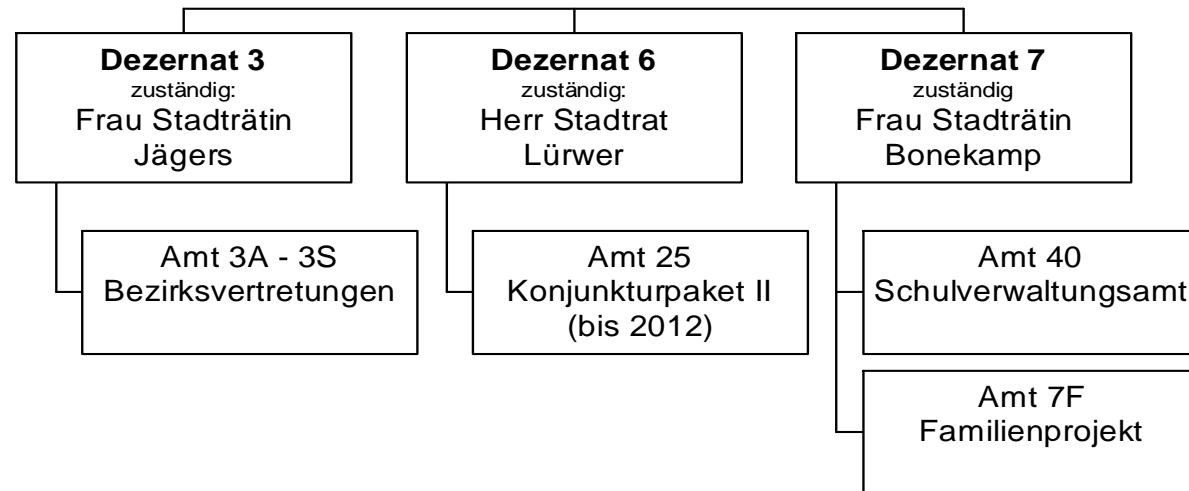 Dezernat 3
zuständig:
Frau Stadträtin
Jägers
Dezernat 6
zuständig:
Herr Stadtrat
Lürwer
Dezernat 7
zuständig
Frau Stadträtin
Bonekamp
Amt 3A - 3S
Bezirksvertretungen
Amt 25
Konjunkturpaket II
(bis 2012)
Amt 40
Schulverwaltungsamt
Amt 7F
Familienprojekt